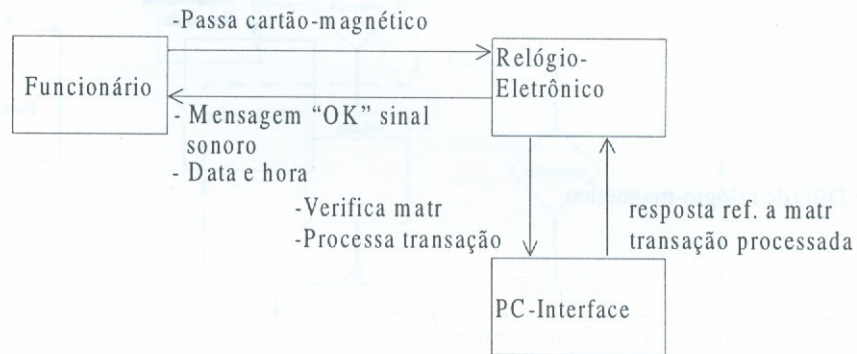 -Passa cartão-magnético
Funcionário
Relógio-
Eletrônico
- Mensagem “OK” sinal
sonoro
- Data e hora
-Verifica matr
-Processa transação
resposta ref. a matr
transação processada
PC-Interface